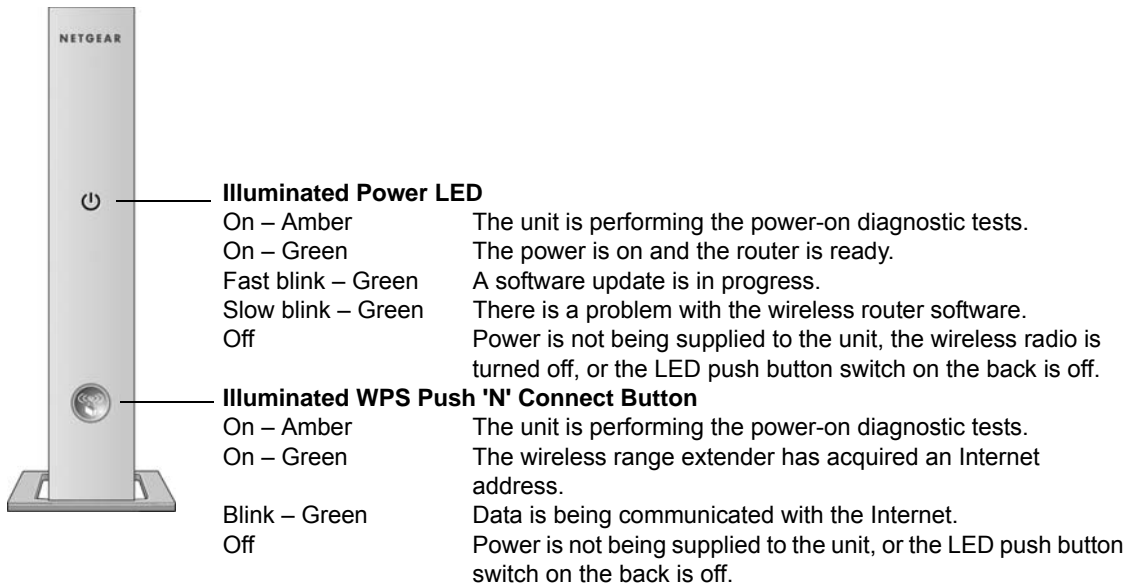 NETGEAR
Illuminated Power LED
On – Amber The unit is performing the power-on diagnostic tests.
On – Green The power is on and the router is ready.
Fast blink – Green A software update is in progress.
Slow blink – Green There is a problem with the wireless router software.
Off Power is not being supplied to the unit, the wireless radio is
turned off, or the LED push button switch on the back is off.
Illuminated WPS Push 'N' Connect Button
On – Amber The unit is performing the power-on diagnostic tests.
On – Green The wireless range extender has acquired an Internet
address.
Blink – Green Data is being communicated with the Internet.
Off Power is not being supplied to the unit, or the LED push button
switch on the back is off.